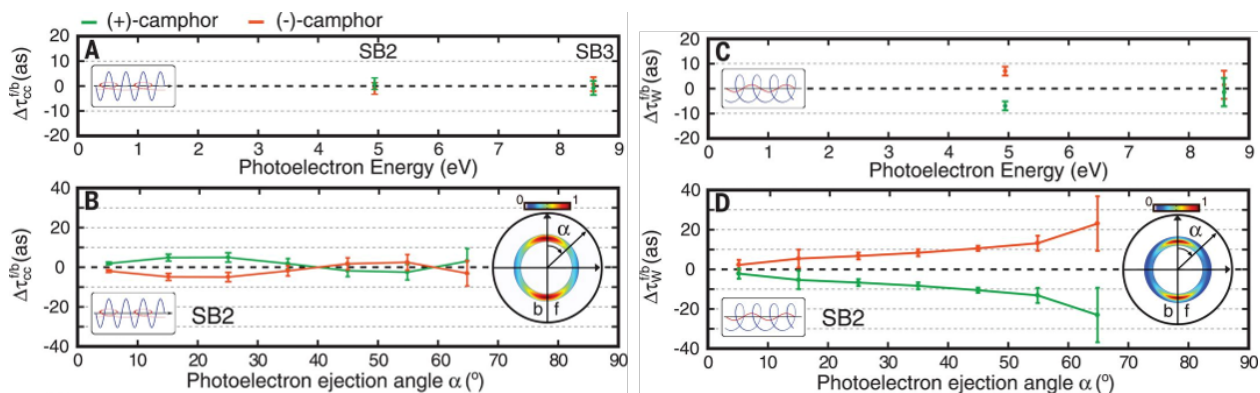 (+)-camphor (-)-camphor
A
SB2
SB3
Δτcc^f/b (as)
20
10
0
-10
-20
0 1 2 3 4 5 6 7 8 9
Photoelectron Energy (eV)
B
Δτcc^f/b (as)
40
20
0
-20
-40
0 1
α
b f
SB2
0 10 20 30 40 50 60 70 80 90
Photoelectron ejection angle α (°)
C
ΔτW^f/b (as)
20
10
0
-10
-20
0 1 2 3 4 5 6 7 8 9
Photoelectron Energy (eV)
D
ΔτW^f/b (as)
40
20
0
-20
-40
0 1
α
b f
SB2
0 10 20 30 40 50 60 70 80 90
Photoelectron ejection angle α (°)